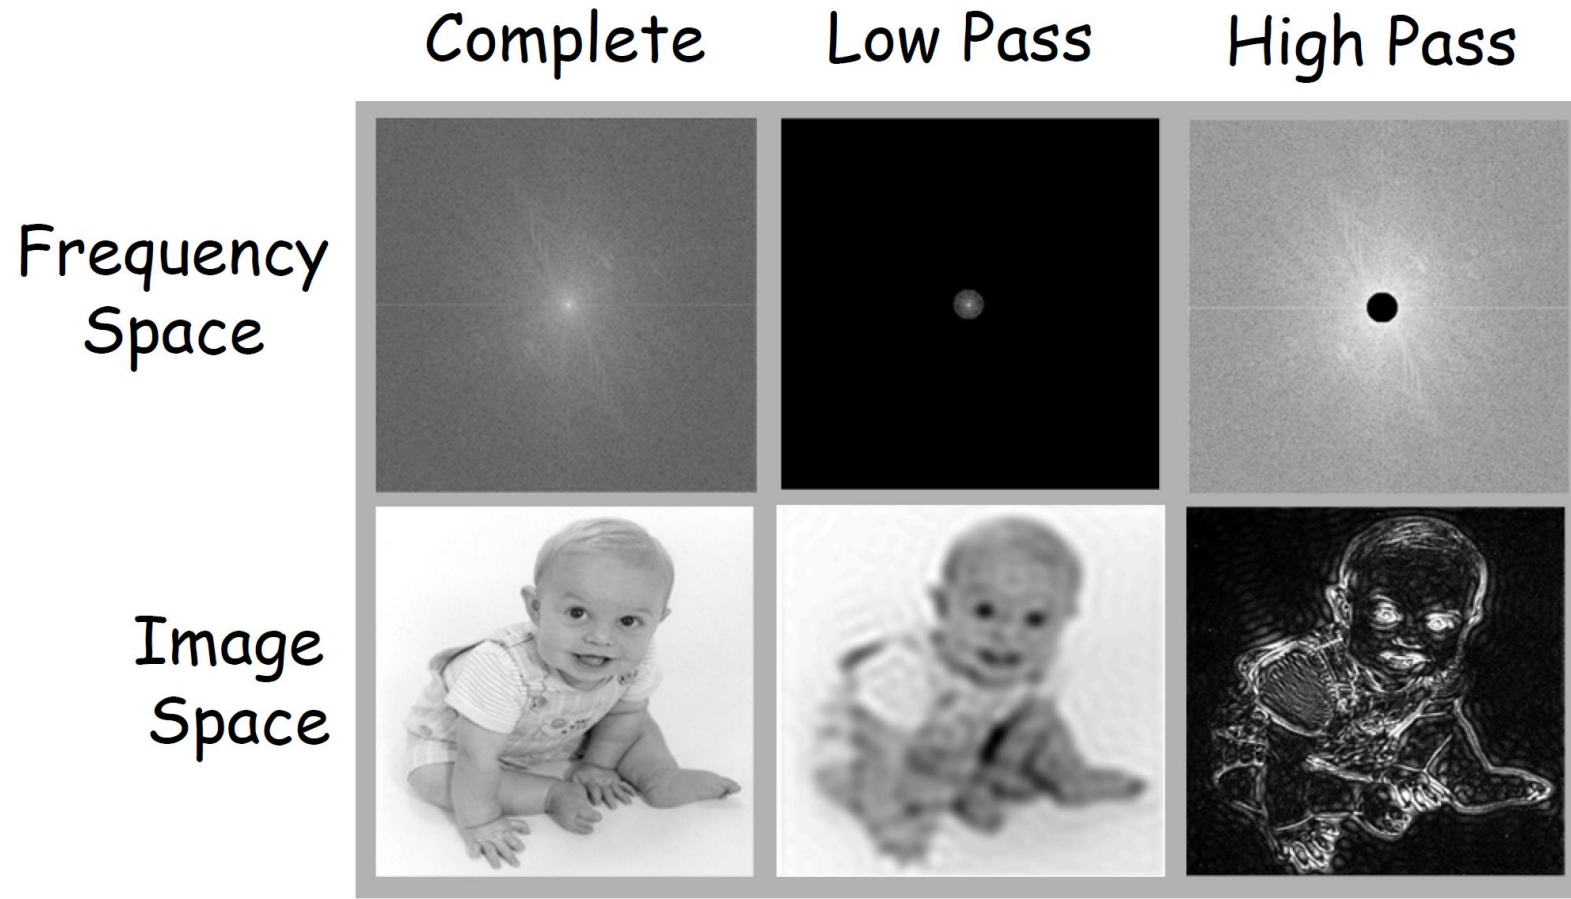 Complete
Low Pass
High Pass
Frequency
Space
Image
Space